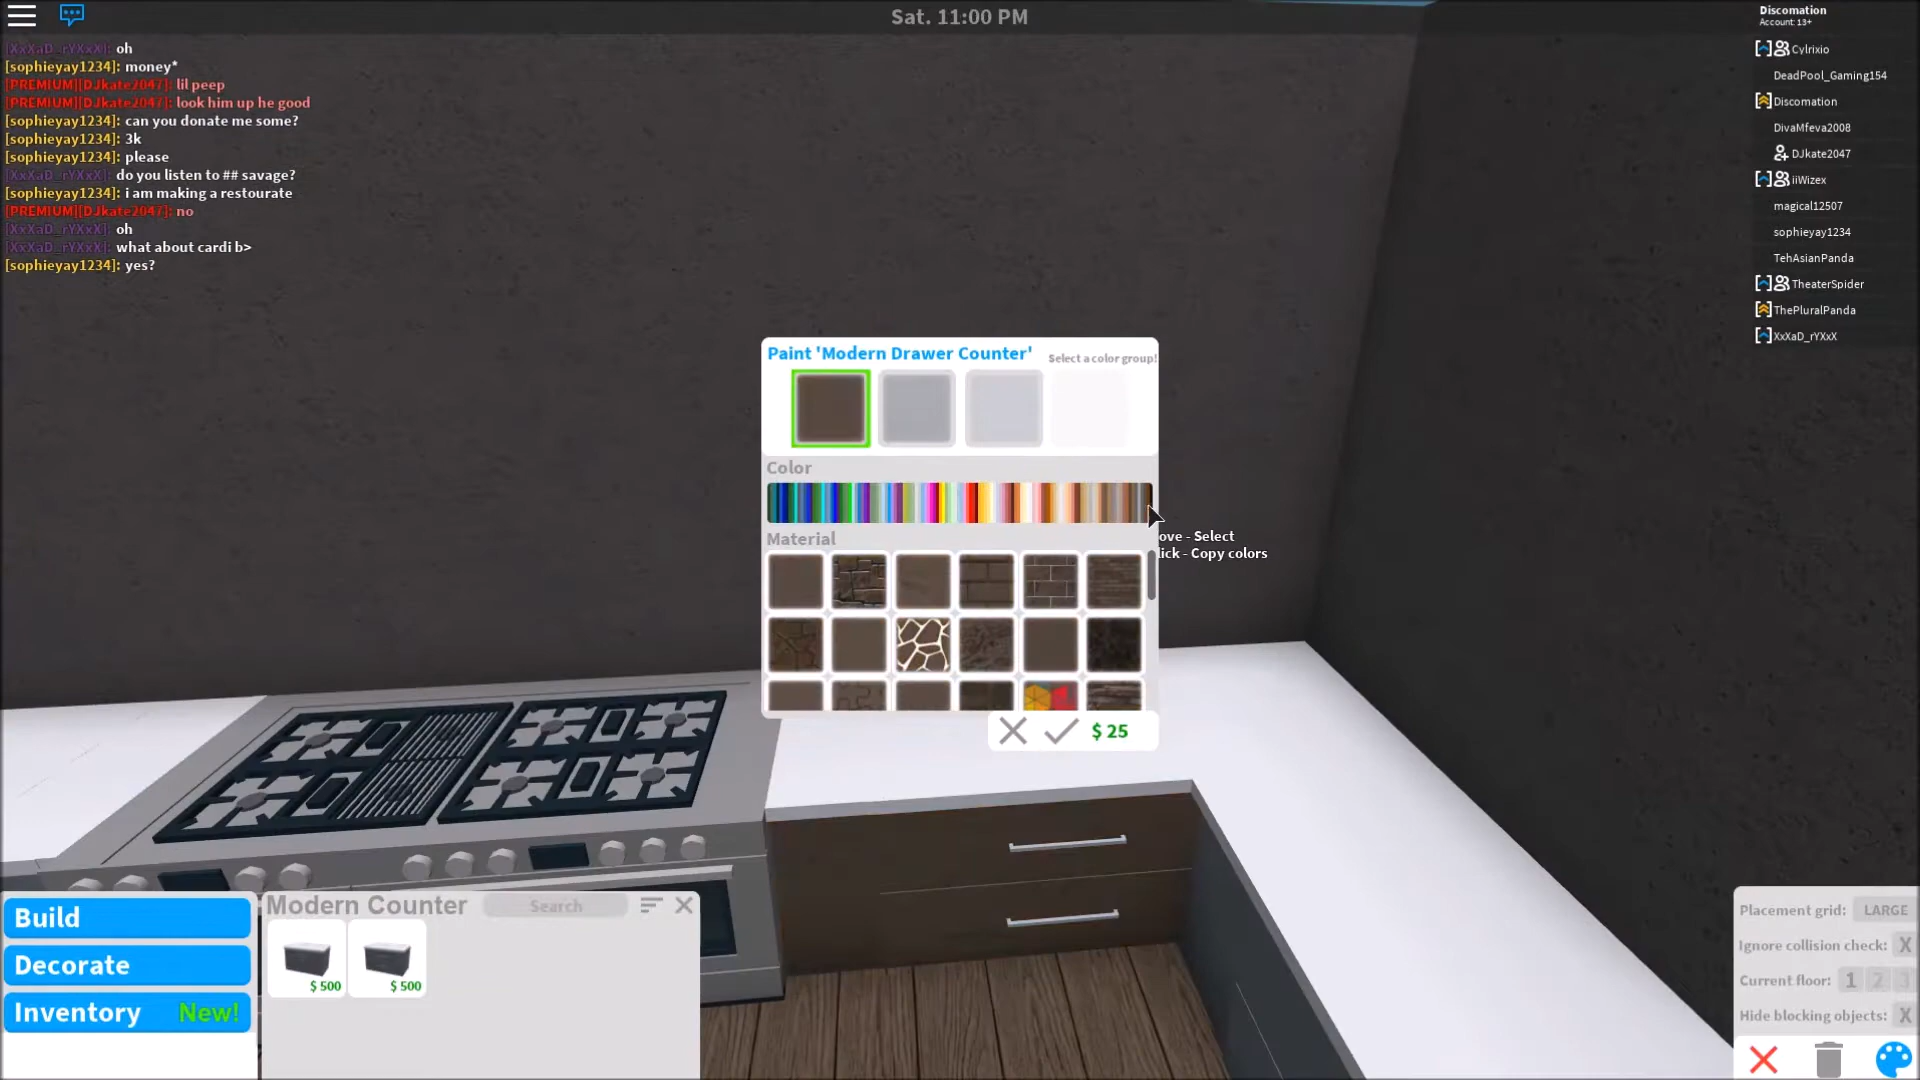 Sat. 11:00 PM
[XxXaD_rYXxX]: oh
[sophieyay1234]: money*
[PREMIUM][DJkate2047]: lil peep
[PREMIUM][DJkate2047]: look him up he good
[sophieyay1234]: can you donate me some?
[sophieyay1234]: 3k
[sophieyay1234]: please
[XxXaD_rYXxX]: do you listen to ## savage?
[sophieyay1234]: i am making a restourate
[PREMIUM][DJkate2047]: no
[XxXaD_rYXxX]: oh
[XxXaD_rYXxX]: what about cardi b>
[sophieyay1234]: yes?
Discomation
Account: 13+
Cylrixio
DeadPool_Gaming154
Discomation
DivaMfeva2008
DJkate2047
iiWizex
magical12507
sophieyay1234
TehAsianPanda
TheaterSpider
ThePluralPanda
XxXaD_rYXxX
Paint 'Modern Drawer Counter' Select a color group!
Color
Material
ove - Select
lick - Copy colors
$ 25
Build
Decorate
Inventory New!
Modern Counter Search
$ 500 $ 500
Placement grid: LARGE
Ignore collision check: X
Current floor: 1 2 3
Hide blocking objects: X